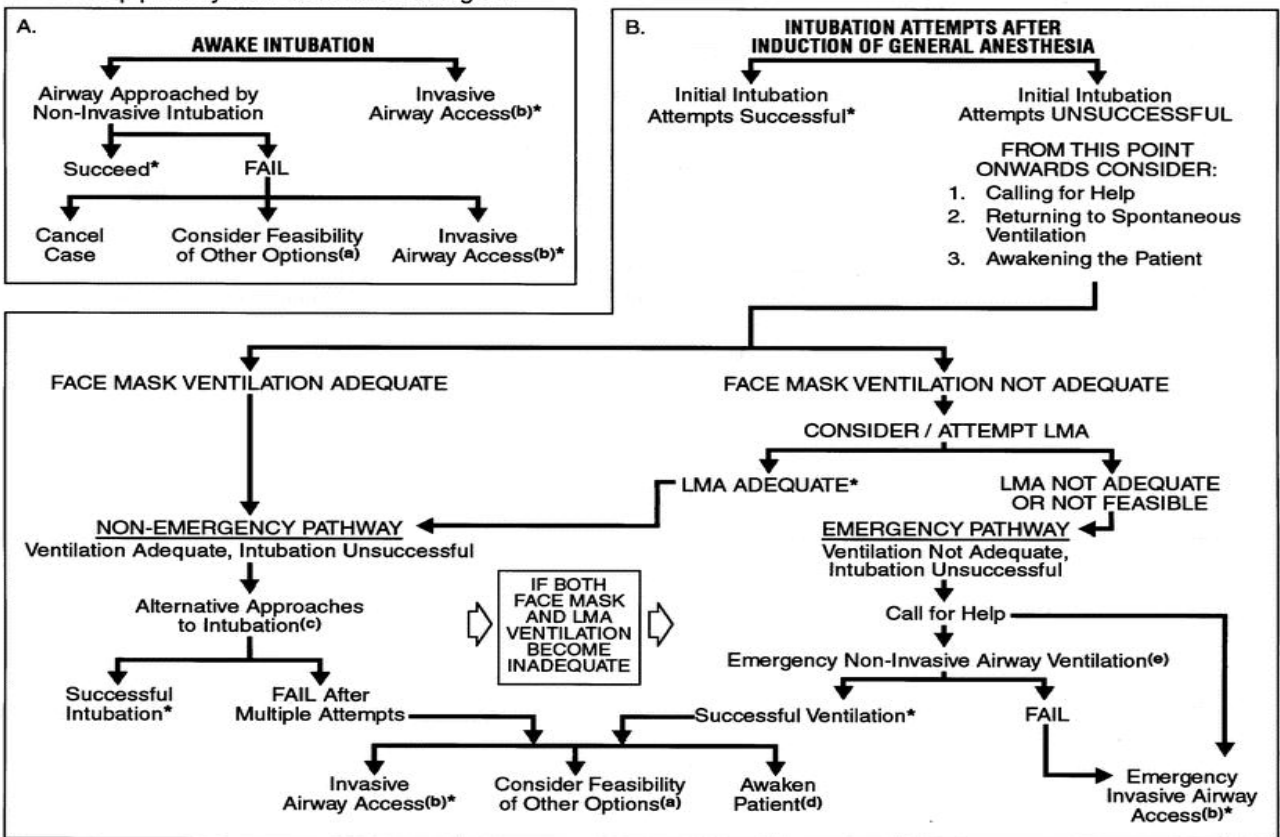 A.
AWAKE INTUBATION
Airway Approached by
Non-Invasive Intubation
Invasive
Airway Access(b)*
Succeed*
FAIL
Cancel
Case
Consider Feasibility
of Other Options(a)
Invasive
Airway Access(b)*
B.
INTUBATION ATTEMPTS AFTER
INDUCTION OF GENERAL ANESTHESIA
Initial Intubation
Attempts Successful*
Initial Intubation
Attempts UNSUCCESSFUL
FROM THIS POINT
ONWARDS CONSIDER:
1. Calling for Help
2. Returning to Spontaneous
Ventilation
3. Awakening the Patient
FACE MASK VENTILATION ADEQUATE
FACE MASK VENTILATION NOT ADEQUATE
CONSIDER / ATTEMPT LMA
LMA ADEQUATE*
LMA NOT ADEQUATE
OR NOT FEASIBLE
NON-EMERGENCY PATHWAY
Ventilation Adequate, Intubation Unsuccessful
EMERGENCY PATHWAY
Ventilation Not Adequate,
Intubation Unsuccessful
Alternative Approaches
to Intubation(c)
IF BOTH
FACE MASK
AND LMA
VENTILATION
BECOME
INADEQUATE
Call for Help
Emergency Non-Invasive Airway Ventilation(e)
Successful
Intubation*
FAIL After
Multiple Attempts
Successful Ventilation*
FAIL
Invasive
Airway Access(b)*
Consider Feasibility
of Other Options(a)
Awaken
Patient(d)
Emergency
Invasive Airway
Access(b)*